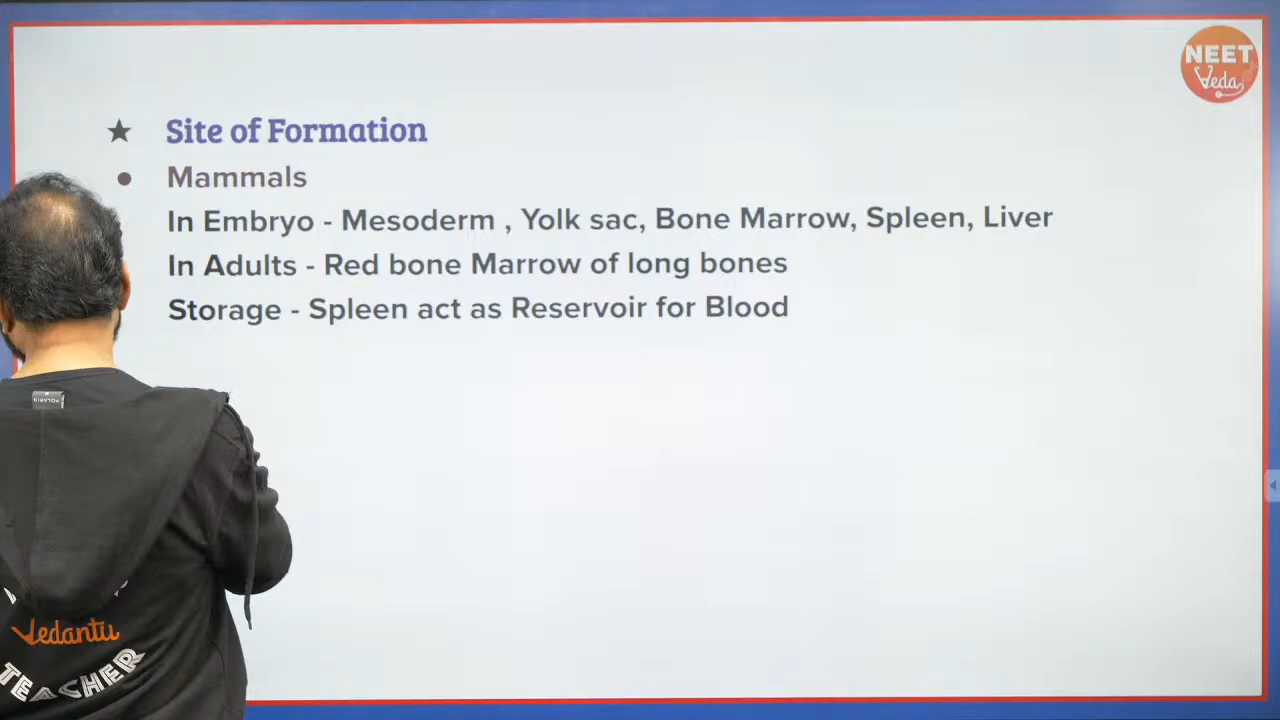 NEET
Veda
★ Site of Formation
● Mammals
In Embryo - Mesoderm , Yolk sac, Bone Marrow, Spleen, Liver
In Adults - Red bone Marrow of long bones
Storage - Spleen act as Reservoir for Blood
POLARIS
Vedantu
TEACHER